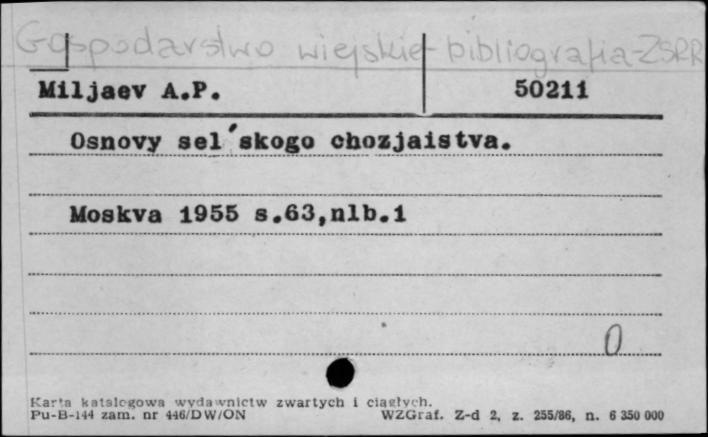 Gospodarstwo wiejskie-bibliografia-ZSRR
Miljaev A.P. 50211
Osnovy sel'skogo chozjaistva.
Moskva 1955 s.63,nlb.1
0
Karta katalogowa wydawnictw zwartych i ciągłych.
Pu-B-144 zam. nr 446/DW/ON WZGraf. Z-d 2, z. 255/86, n. 6 350 000